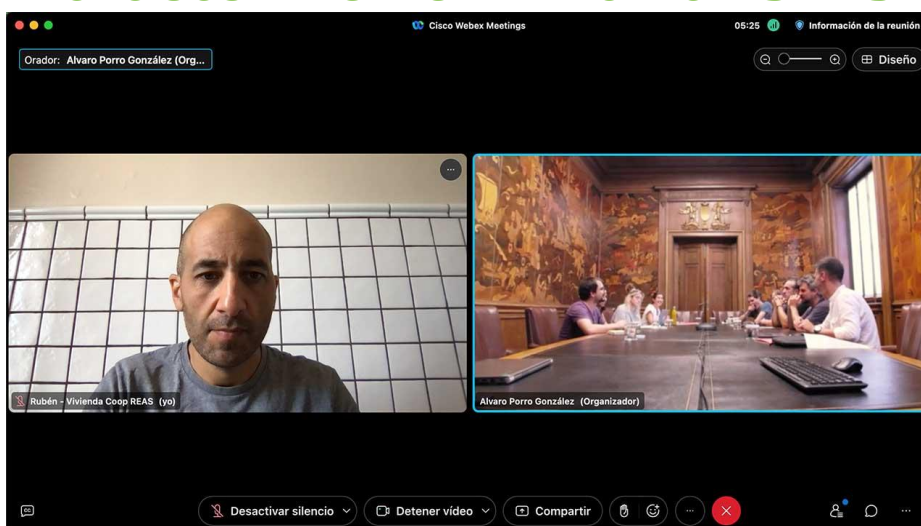 Cisco Webex Meetings
05:25
Información de la reunión
Orador: Alvaro Porro González (Org...
Diseño
Rubén - Vivienda Coop REAS (yo)
Alvaro Porro González (Organizador)
Desactivar silencio
Detener vídeo
Compartir